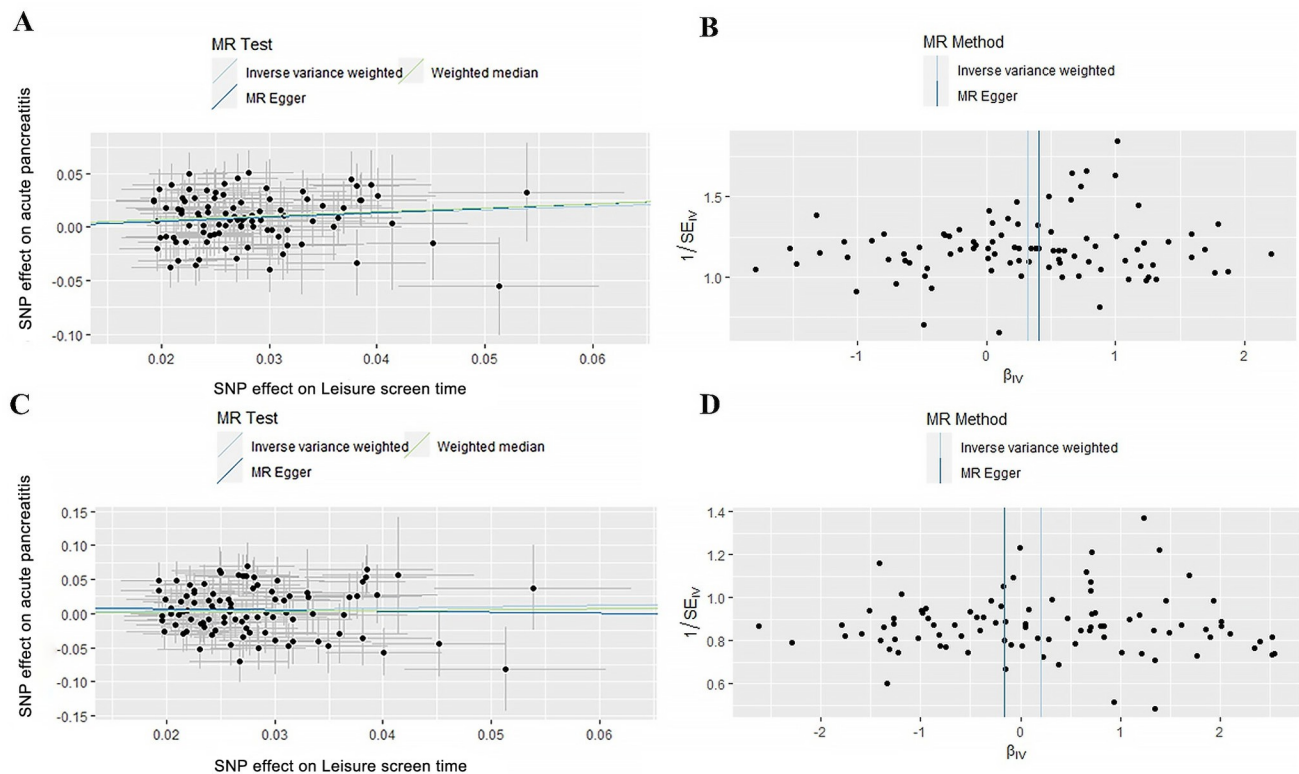 A
MR Test
Inverse variance weighted
Weighted median
MR Egger
SNP effect on acute pancreatitis
0.05
0.00
-0.05
-0.10
0.02
0.03
0.04
0.05
0.06
SNP effect on Leisure screen time
B
MR Method
Inverse variance weighted
MR Egger
1/SEIV
1.5
1.0
-1
0
1
2
βIV
C
MR Test
Inverse variance weighted
Weighted median
MR Egger
SNP effect on acute pancreatitis
0.15
0.10
0.05
0.00
-0.05
-0.10
-0.15
0.02
0.03
0.04
0.05
0.06
SNP effect on Leisure screen time
D
MR Method
Inverse variance weighted
MR Egger
1/SEIV
1.4
1.2
1.0
0.8
0.6
-2
-1
0
1
2
βIV